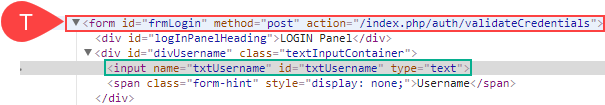 T
▼<form id="frmLogin" method="post" action="/index.php/auth/validateCredentials">
<div id="logInPanelHeading">LOGIN Panel</div>
▼<div id="divUsername" class="textInputContainer">
<input name="txtUsername" id="txtUsername" type="text">
<span class="form-hint" style="display: none;">Username</span>
</div>